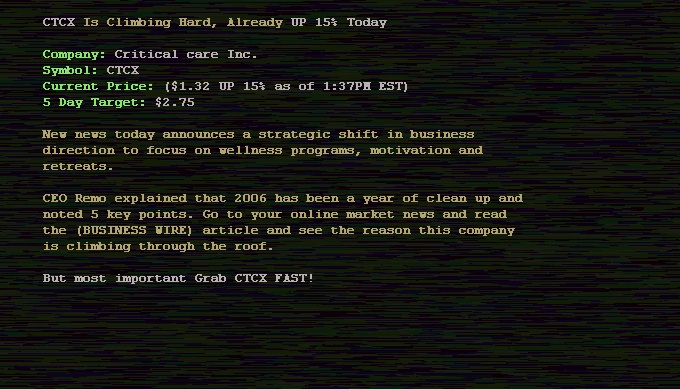 CTCX Is Climbing Hard, Already UP 15% Today
Company: Critical care Inc.
Symbol: CTCX
Current Price: ($1.32 UP 15% as of 1:37PM EST)
5 Day Target: $2.75
New news today announces a strategic shift in business
direction to focus on wellness programs, motivation and
retreats.
CEO Remo explained that 2006 has been a year of clean up and
noted 5 key points. Go to your online market news and read
the (BUSINESS WIRE) article and see the reason this company
is climbing through the roof.
But most important Grab CTCX FAST!